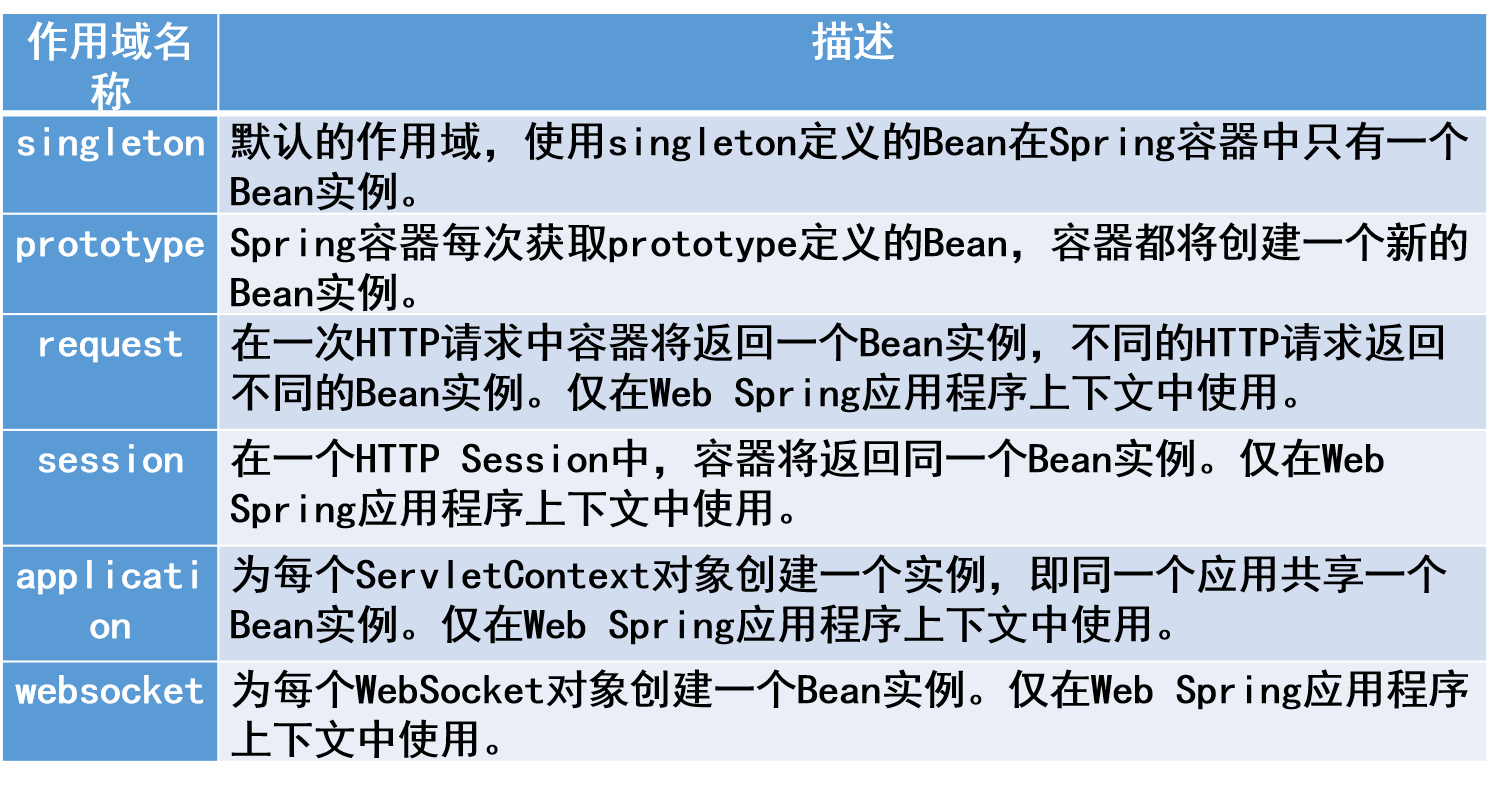 作用域名
称
描述
singleton
默认的作用域，使用singleton定义的Bean在Spring容器中只有一个
Bean实例。
prototype
Spring容器每次获取prototype定义的Bean，容器都将创建一个新的
Bean实例。
request
在一次HTTP请求中容器将返回一个Bean实例，不同的HTTP请求返回
不同的Bean实例。仅在Web Spring应用程序上下文中使用。
session
在一个HTTP Session中，容器将返回同一个Bean实例。仅在Web
Spring应用程序上下文中使用。
applicati
on
为每个ServletContext对象创建一个实例，即同一个应用共享一个
Bean实例。仅在Web Spring应用程序上下文中使用。
websocket
为每个WebSocket对象创建一个Bean实例。仅在Web Spring应用程序
上下文中使用。